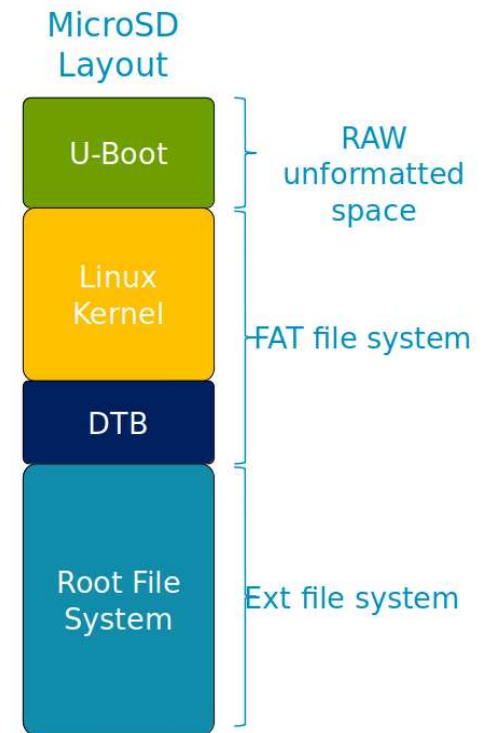 MicroSD
Layout
U-Boot
RAW
unformatted
space
Linux
Kernel
FAT file system
DTB
Root File
System
Ext file system